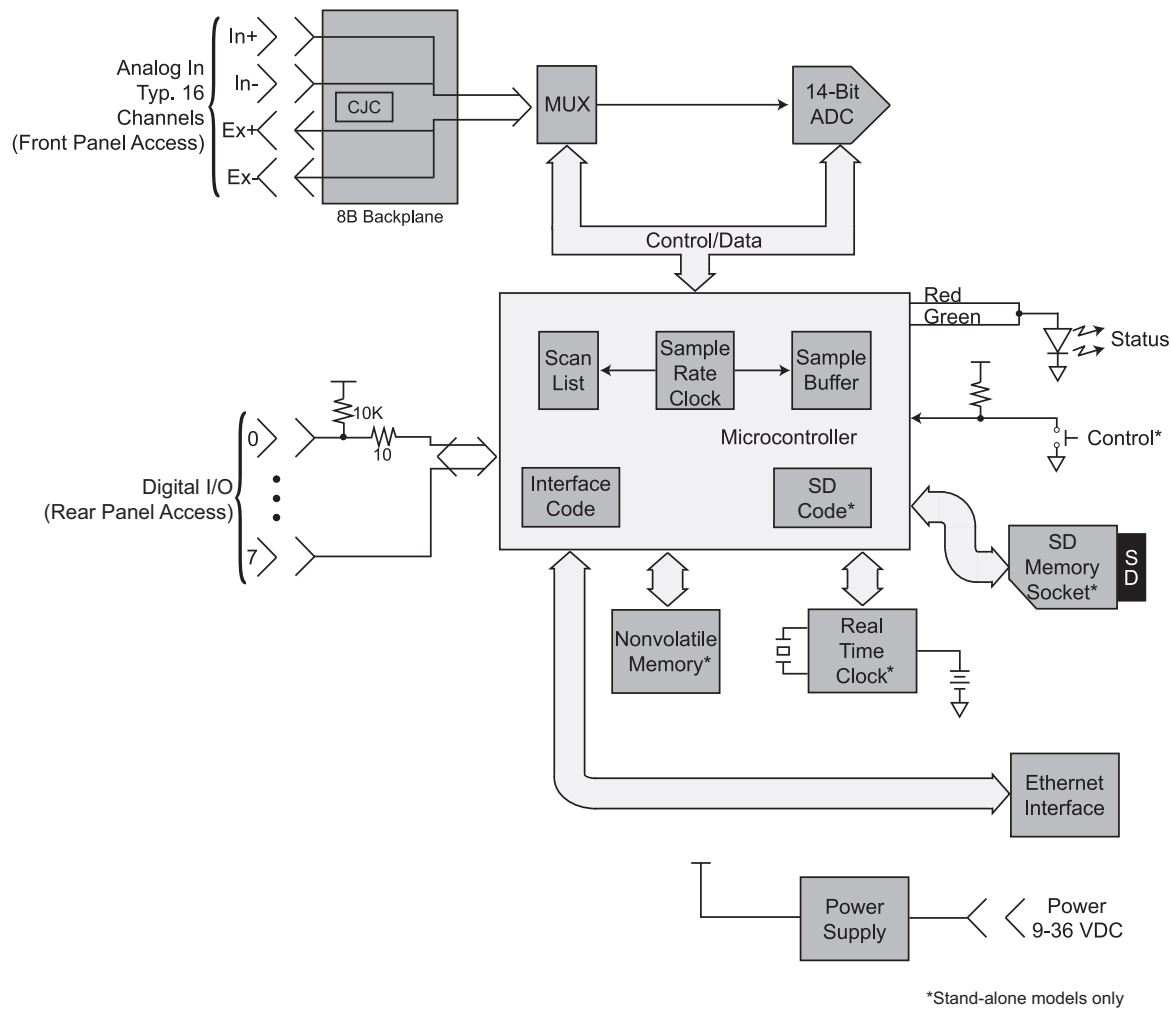 In+
In-
Ex+
Ex-
Analog In
Typ. 16
Channels
(Front Panel Access)
CJC
8B Backplane
MUX
14-Bit
ADC
Control/Data
Red
Green
Status
Scan
List
Sample
Rate
Clock
Sample
Buffer
Microcontroller
Control*
10K
10
0
7
Digital I/O
(Rear Panel Access)
Interface
Code
SD
Code*
SD
Memory
Socket*
S
D
Nonvolatile
Memory*
Real
Time
Clock*
Ethernet
Interface
Power
Supply
Power
9-36 VDC
*Stand-alone models only